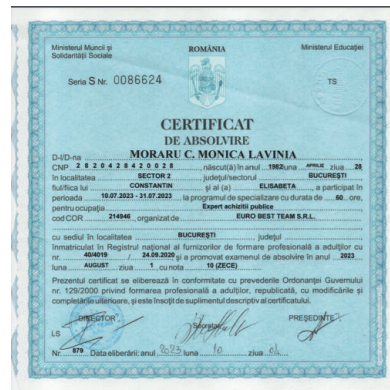 Ministerul Muncii și
Solidarității Sociale
ROMÂNIA
Ministerul Educației
Seria S Nr. 0086624
TS
CERTIFICAT
DE ABSOLVIRE
D-l/D-na MORARU C. MONICA LAVINIA
CNP 2 8 2 0 4 2 8 4 2 0 0 2 8, născut(ă) în anul 1982 luna APRILIE ziua 28
în localitatea SECTOR 2 județul/sectorul BUCUREȘTI
fiul/fiica lui CONSTANTIN și al (a) ELISABETA, a participat în
perioada 10.07.2023 - 31.07.2023 la programul de specializare cu durata de 60 ore,
pentru ocupația Expert achizitii publice
cod COR 214946 organizat de EURO BEST TEAM S.R.L.
cu sediul în localitatea BUCUREȘTI județul
înmatriculat în Registrul național al furnizorilor de formare profesională a adulților cu
nr. 40/4019 / 24.09.2020 și a promovat examenul de absolvire în anul 2023
luna AUGUST ziua 1, cu nota 10 (ZECE)
Prezentul certificat se eliberează în conformitate cu prevederile Ordonanței Guvernului
nr. 129/2000 privind formarea profesională a adulților, republicată, cu modificările și
completările ulterioare, și este însoțit de suplimentul descriptiv al certificatului.
DIRECTOR
Secretar
PREȘEDINTE
LS
Nr. 879 Data eliberării: anul 2023 luna 10 ziua 04